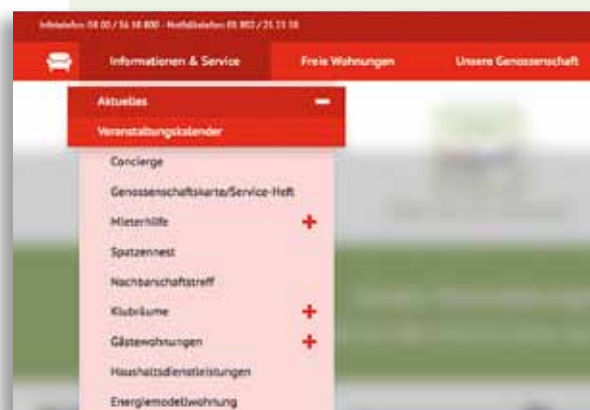 Informationen & Service Freie Wohnungen Unsere Genossenschaft
Aktuelles
Veranstaltungskalender
Concierge
Genossenschaftskarte/Service-Heft
Mieterhilfe
Spatzennest
Nachbarschaftstreff
Klubräume
Gästewohnungen
Haushaltsdienstleistungen
Energiemodellwohnung